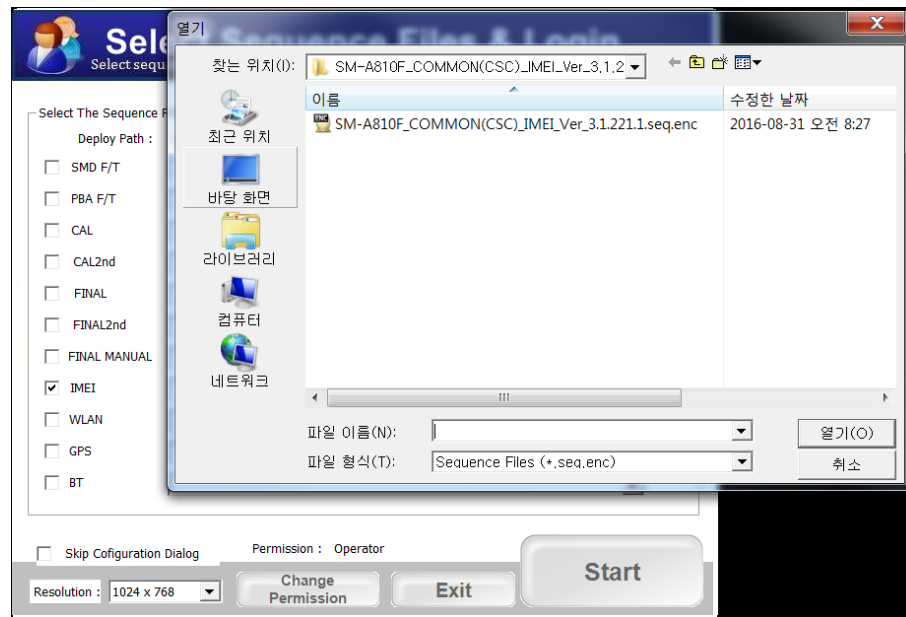 Select Sequence Files & Login
Select sequ
열기
찾는 위치(I):
SM-A810F_COMMON(CSC)_IMEI_Ver_3,1,2
이름
수정한 날짜
SM-A810F_COMMON(CSC)_IMEI_Ver_3.1.221.1.seq.enc
2016-08-31 오전 8:27
최근 위치
바탕 화면
라이브러리
컴퓨터
네트워크
파일 이름(N):
열기(O)
파일 형식(T):
Sequence Files (*,seq,enc)
취소
Select The Sequence F
Deploy Path :
SMD F/T
PBA F/T
CAL
CAL2nd
FINAL
FINAL2nd
FINAL MANUAL
IMEI
WLAN
GPS
BT
Skip Cofiguration Dialog
Permission : Operator
Resolution :
1024 x 768
Change
Permission
Exit
Start